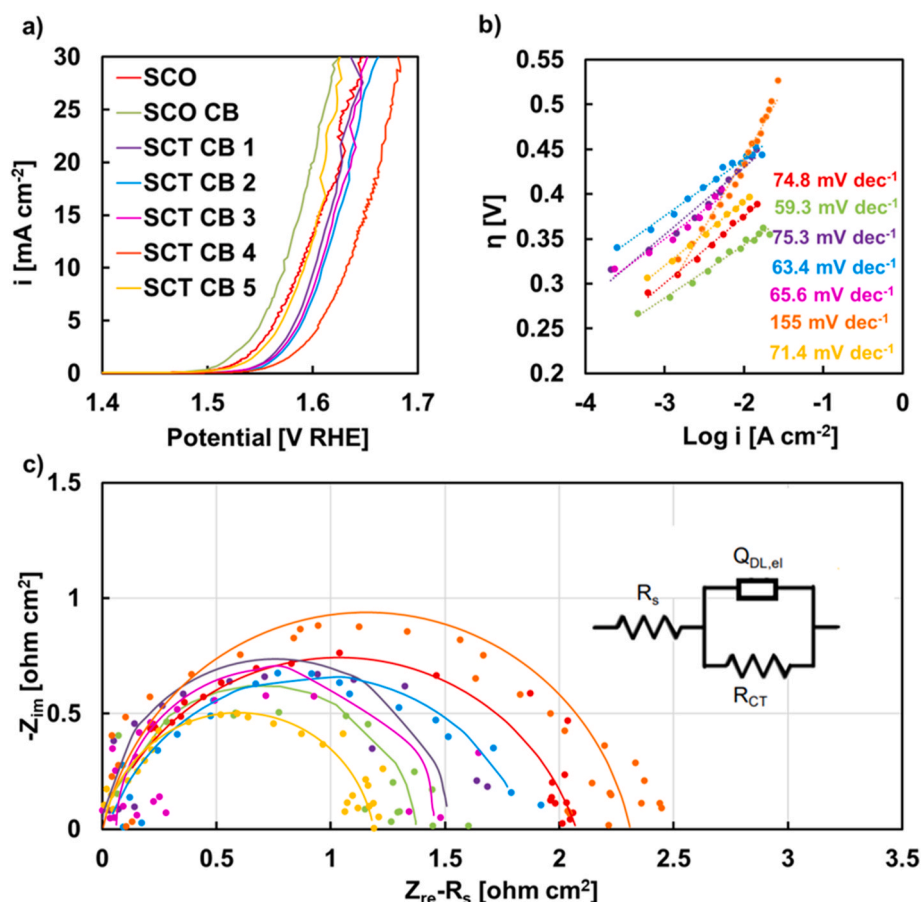 a)
30
25
20
15
10
5
0
i [mA cm-2]
SCO
SCO CB
SCT CB 1
SCT CB 2
SCT CB 3
SCT CB 4
SCT CB 5
1.4
1.5
1.6
1.7
Potential [V RHE]
b)
0.55
0.5
0.45
0.4
0.35
0.3
0.25
0.2
η [V]
74.8 mV dec-1
59.3 mV dec-1
75.3 mV dec-1
63.4 mV dec-1
65.6 mV dec-1
155 mV dec-1
71.4 mV dec-1
-4
-3
-2
-1
0
Log i [A cm-2]
c)
1.5
1
0.5
0
-Zim [ohm cm2]
QDL,el
Rs
RCT
0
0.5
1
1.5
2
2.5
3
3.5
Zre-Rs [ohm cm2]